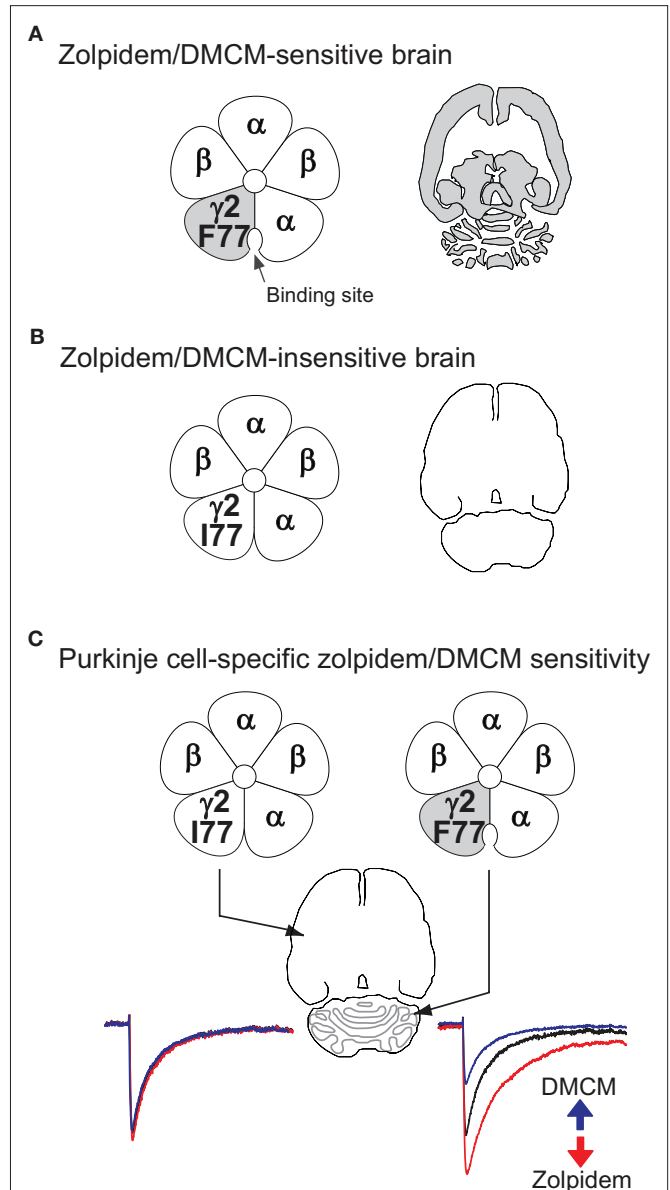 A
Zolpidem/DMCM-sensitive brain
α
β β
γ2
F77 α
Binding site
B
Zolpidem/DMCM-insensitive brain
α
β β
γ2
I77 α
C
Purkinje cell-specific zolpidem/DMCM sensitivity
α α
β β β β
γ2 γ2
I77 α F77 α
DMCM
Zolpidem